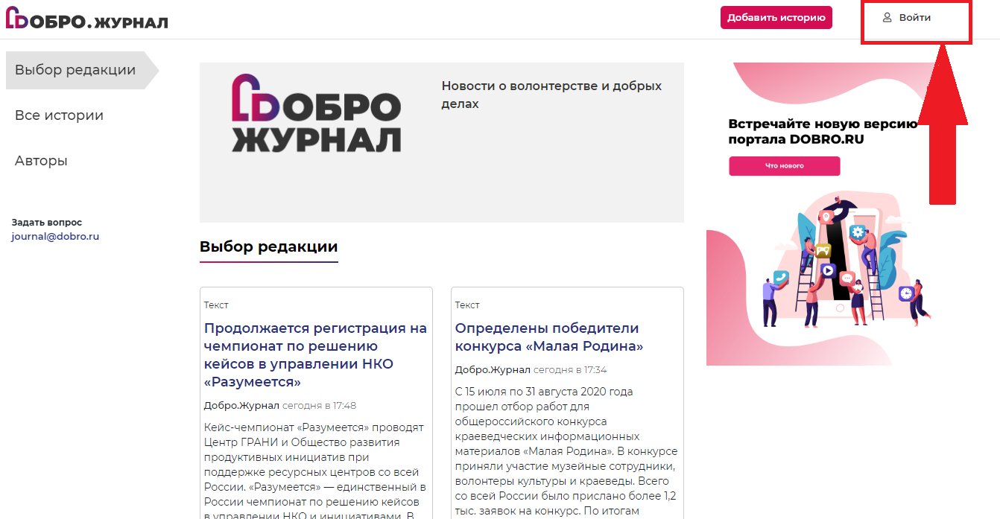 ДОБРО.ЖУРНАЛ
Добавить историю
Войти
Выбор редакции
Все истории
Авторы
Задать вопрос
journal@dobro.ru
ДОБРО
ЖУРНАЛ
Новости о волонтерстве и добрых
делах
Встречайте новую версию
портала DOBRO.RU
Что нового
Выбор редакции
Текст
Продолжается регистрация на
чемпионат по решению
кейсов в управлении НКО
«Разумеется»
Добро.Журнал сегодня в 17:48
Кейс-чемпионат «Разумеется» проводят
Центр ГРАНИ и Общество развития
продуктивных инициатив при
поддержке ресурсных центров со всей
России. «Разумеется» — единственный в
России чемпионат по решению кейсов
в управлении НКО и инициативами. В
Текст
Определены победители
конкурса «Малая Родина»
Добро.Журнал сегодня в 17:34
С 15 июля по 31 августа 2020 года
прошел отбор работ для
общероссийского конкурса
краеведческих информационных
материалов «Малая Родина». В конкурсе
приняли участие музейные сотрудники,
волонтеры культуры и краеведы. Всего
со всей России было прислано более 1,2
тыс. заявок на конкурс. По итогам